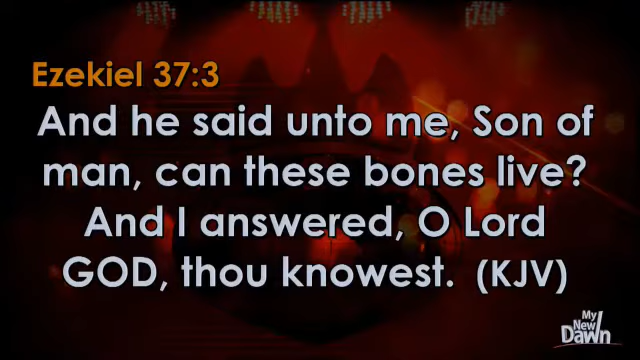 Ezekiel 37:3
And he said unto me, Son of
man, can these bones live?
And I answered, O Lord
GOD, thou knowest. (KJV)
My
New
Dawn